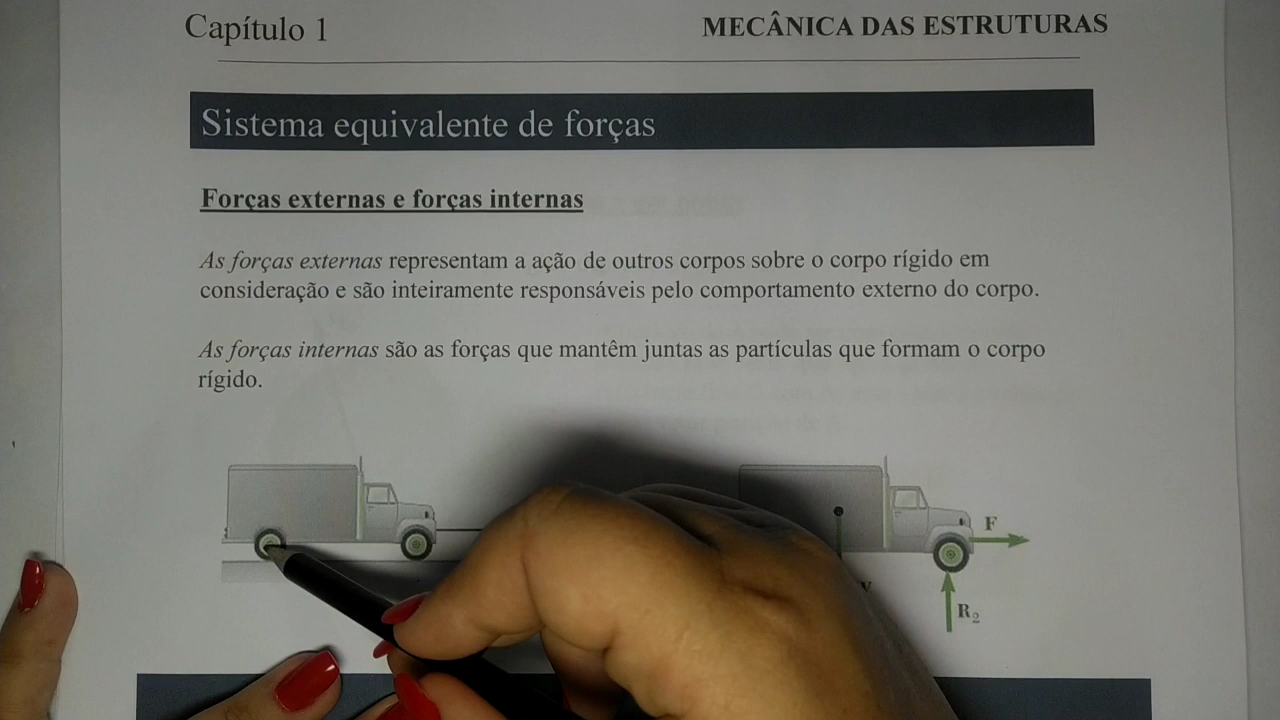 Capítulo 1
MECÂNICA DAS ESTRUTURAS
Sistema equivalente de forças
Forças externas e forças internas
As forças externas representam a ação de outros corpos sobre o corpo rígido em
consideração e são inteiramente responsáveis pelo comportamento externo do corpo.
As forças internas são as forças que mantêm juntas as partículas que formam o corpo
rígido.
F
R₂